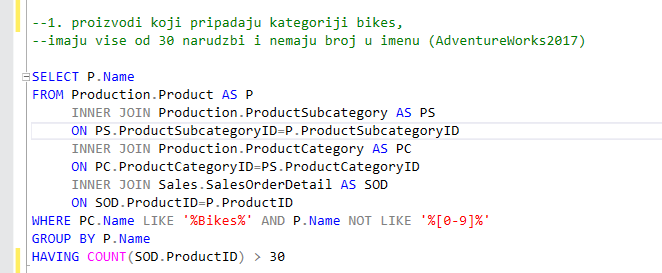 --1. proizvodi koji pripadaju kategoriji bikes,
--imaju vise od 30 narudzbi i nemaju broj u imenu (AdventureWorks2017)
SELECT P.Name
FROM Production.Product AS P
INNER JOIN Production.ProductSubcategory AS PS
ON PS.ProductSubcategoryID=P.ProductSubcategoryID
INNER JOIN Production.ProductCategory AS PC
ON PC.ProductCategoryID=PS.ProductCategoryID
INNER JOIN Sales.SalesOrderDetail AS SOD
ON SOD.ProductID=P.ProductID
WHERE PC.Name LIKE '%Bikes%' AND P.Name NOT LIKE '%[0-9]%'
GROUP BY P.Name
HAVING COUNT(SOD.ProductID) > 30